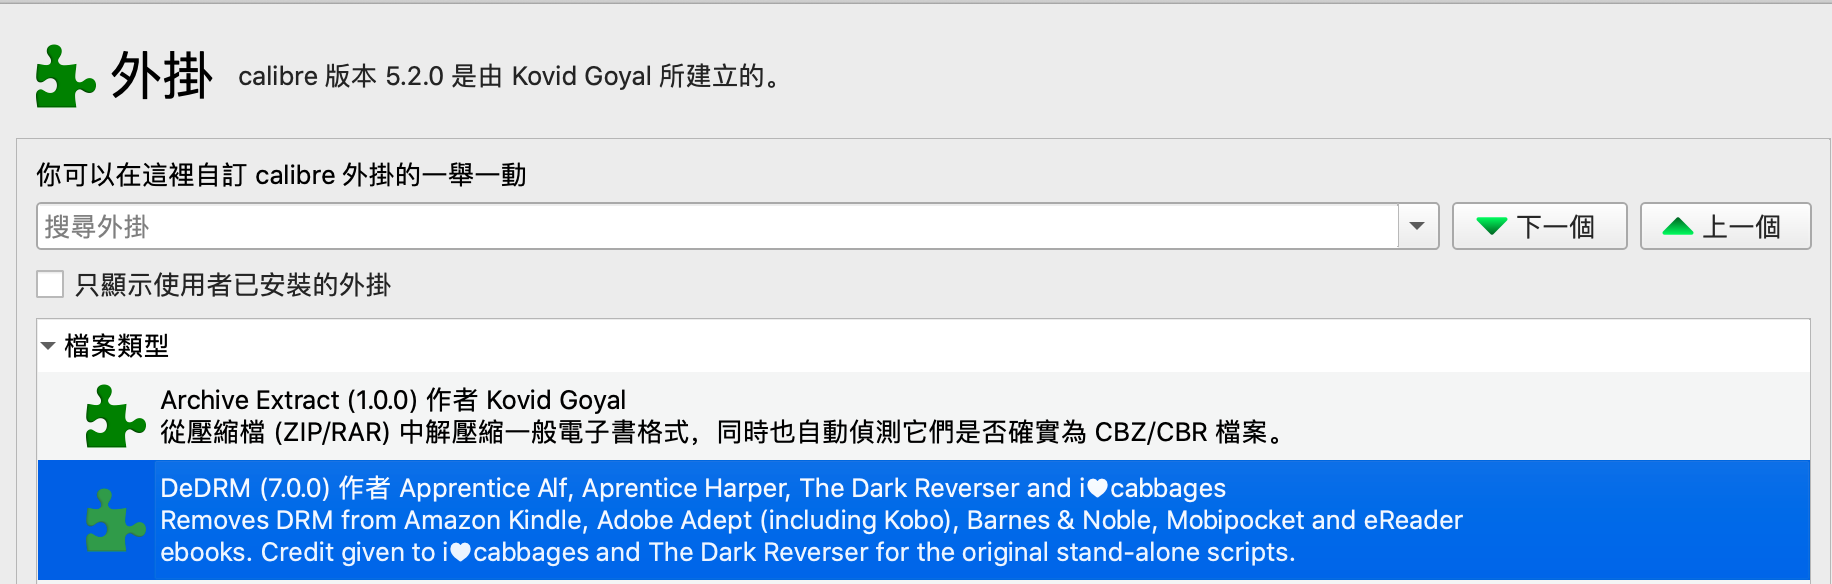 外掛 calibre 版本 5.2.0 是由 Kovid Goyal 所建立的。
你可以在這裡自訂 calibre 外掛的一舉一動
搜尋外掛 下一個 上一個
只顯示使用者已安裝的外掛
檔案類型
Archive Extract (1.0.0) 作者 Kovid Goyal
從壓縮檔 (ZIP/RAR) 中解壓縮一般電子書格式，同時也自動偵測它們是否確實為 CBZ/CBR 檔案。
DeDRM (7.0.0) 作者 Apprentice Alf, Aprentice Harper, The Dark Reverser and i♥cabbages
Removes DRM from Amazon Kindle, Adobe Adept (including Kobo), Barnes & Noble, Mobipocket and eReader
ebooks. Credit given to i♥cabbages and The Dark Reverser for the original stand-alone scripts.